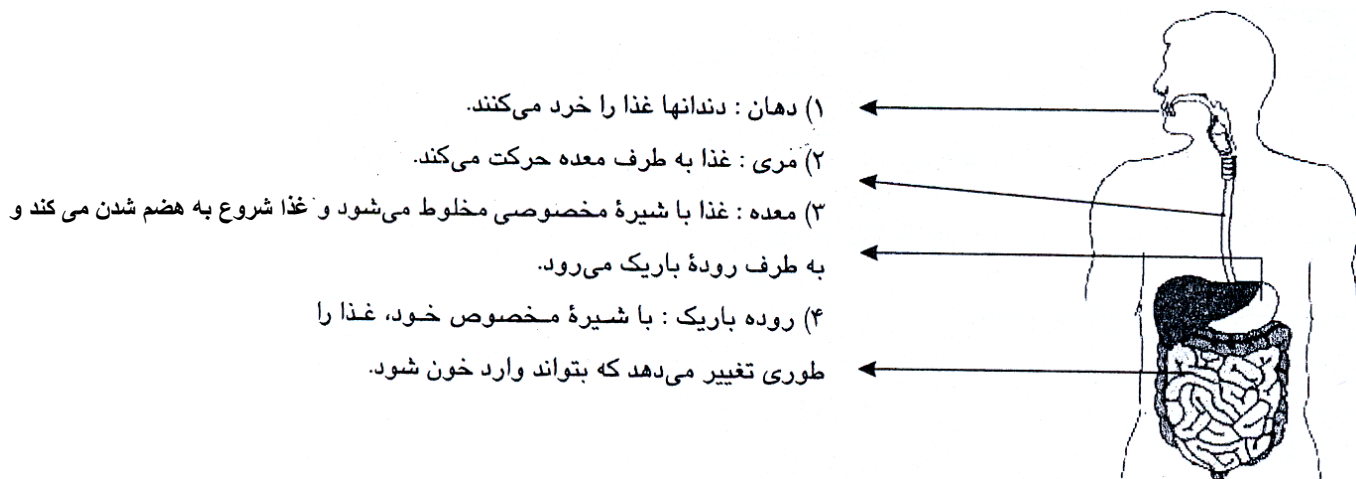 ۱) دهان : دندانها غذا را خرد می‌کنند.
۲) مری : غذا به طرف معده حرکت می‌کند.
۳) معده : غذا با شیرهٔ مخصوصی مخلوط می‌شود و غذا شروع به هضم شدن می کند و
به طرف رودهٔ باریک می‌رود.
۴) روده باریک : با شیرهٔ مخصوص خود، غذا را
طوری تغییر می‌دهد که بتواند وارد خون شود.